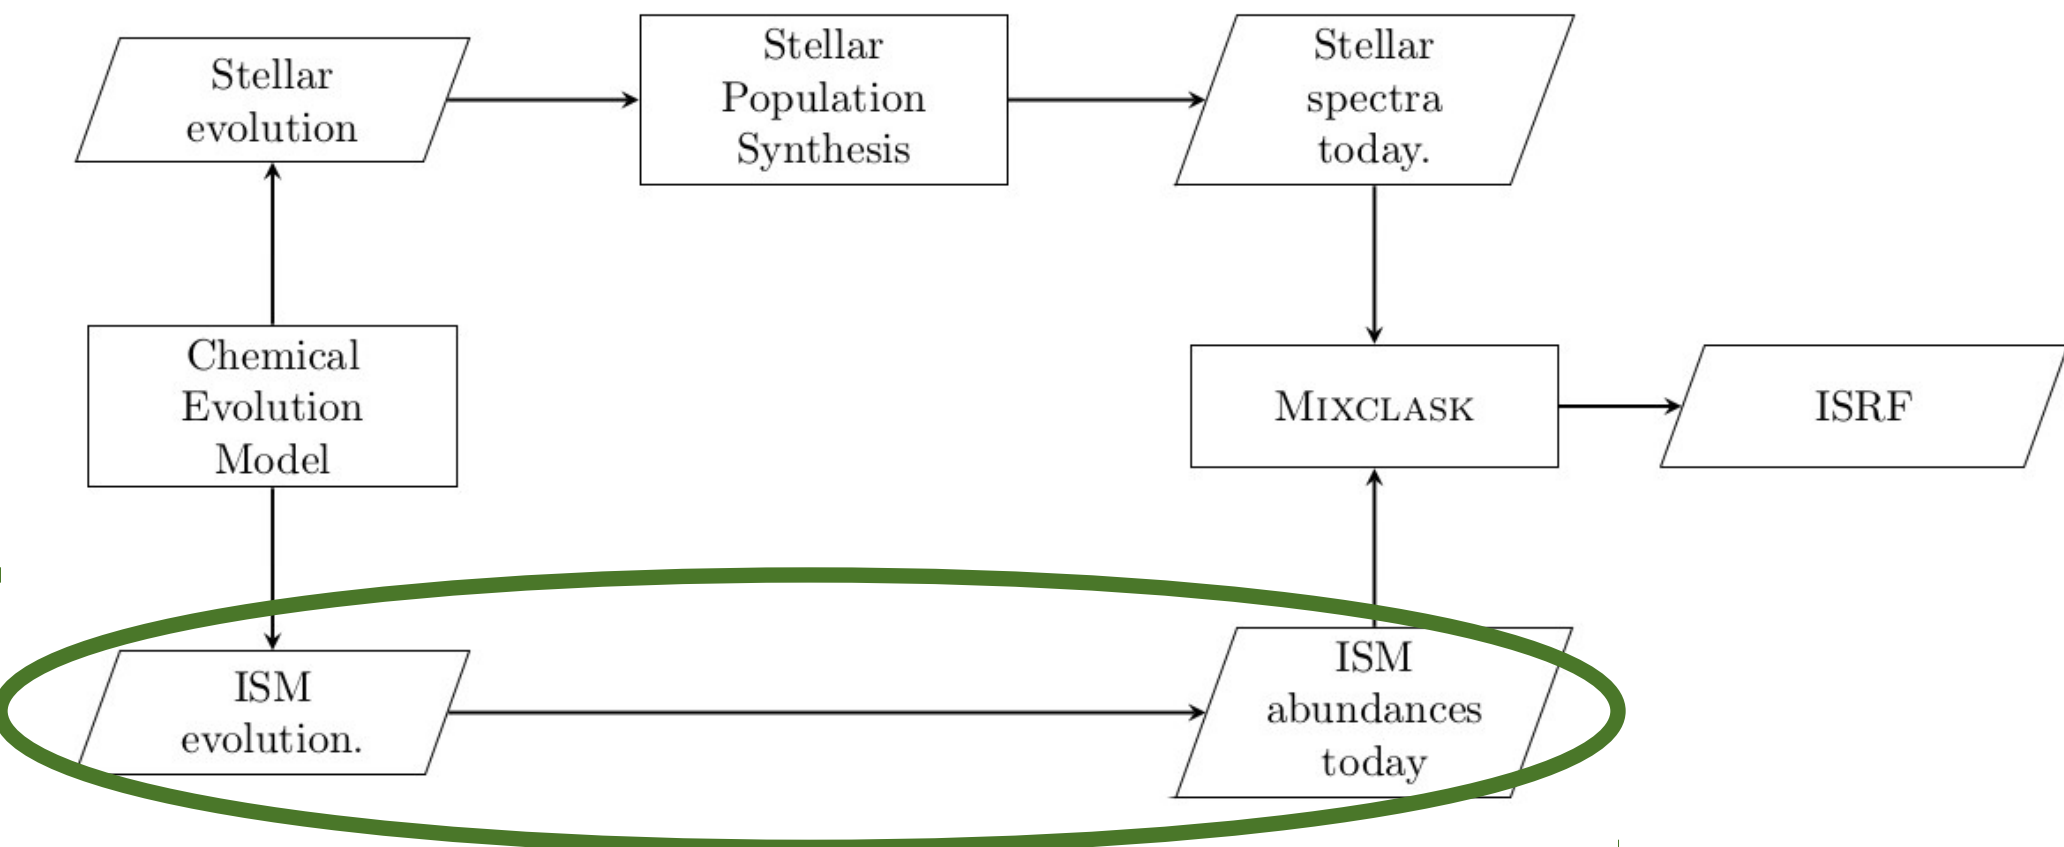 Stellar
evolution
Stellar
Population
Synthesis
Stellar
spectra
today.
Chemical
Evolution
Model
MIXCLASK
ISRF
ISM
evolution.
ISM
abundances
today